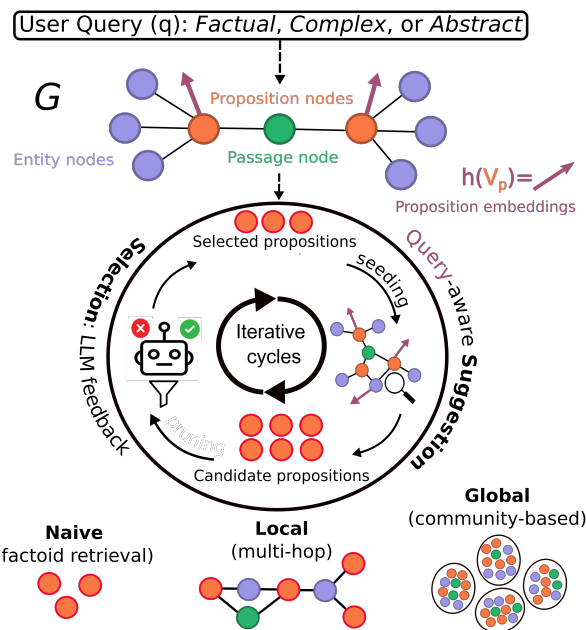 User Query (q): Factual, Complex, or Abstract
G
Proposition nodes
Entity nodes
Passage node
h(Vp)=
Proposition embeddings
Selected propositions
seeding
Query-aware Suggestion
Selection: LLM feedback
Iterative
cycles
pruning
Candidate propositions
Naive
factoid retrieval)
Local
(multi-hop)
Global
(community-based)